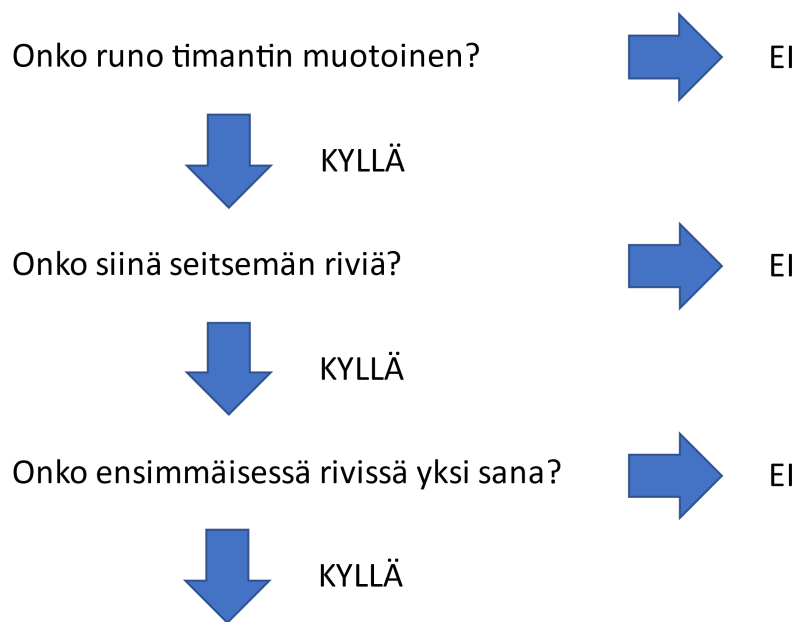 Onko runo timantin muotoinen? EI
KYLLÄ
Onko siinä seitsemän riviä? EI
KYLLÄ
Onko ensimmäisessä rivissä yksi sana? EI
KYLLÄ